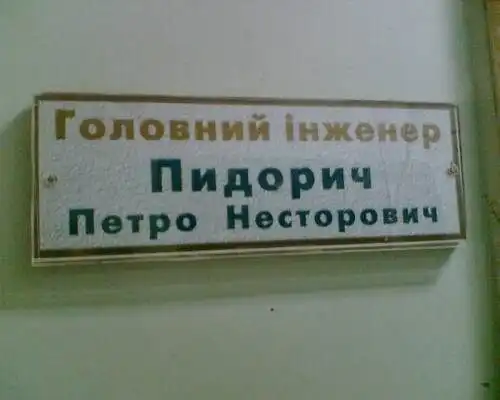 Головний інженер
Пидорич
Петро Несторович